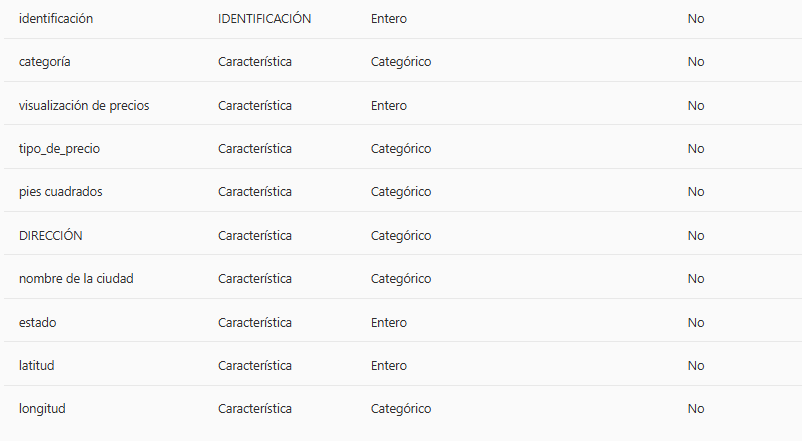 identificación IDENTIFICACIÓN Entero No
categoría Característica Categórico No
visualización de precios Característica Entero No
tipo_de_precio Característica Categórico No
pies cuadrados Característica Categórico No
DIRECCIÓN Característica Categórico No
nombre de la ciudad Característica Categórico No
estado Característica Entero No
latitud Característica Entero No
longitud Característica Categórico No